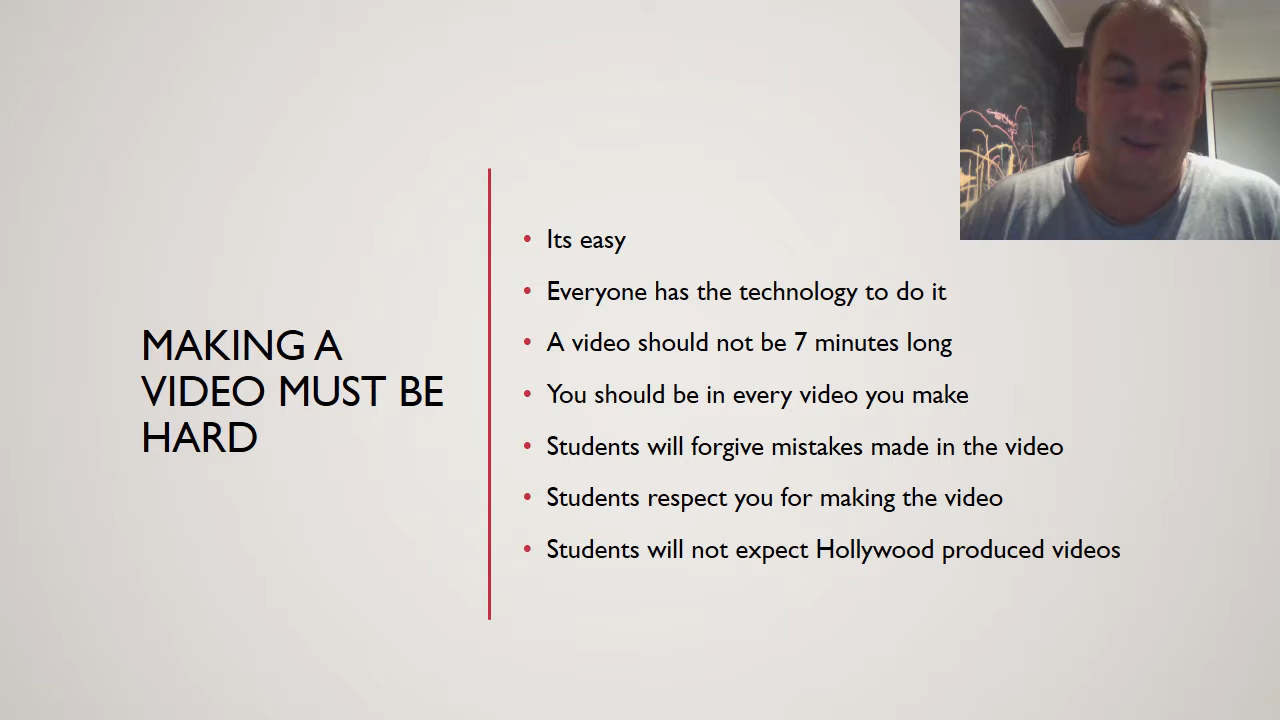 MAKING A
VIDEO MUST BE
HARD
• Its easy
• Everyone has the technology to do it
• A video should not be 7 minutes long
• You should be in every video you make
• Students will forgive mistakes made in the video
• Students respect you for making the video
• Students will not expect Hollywood produced videos